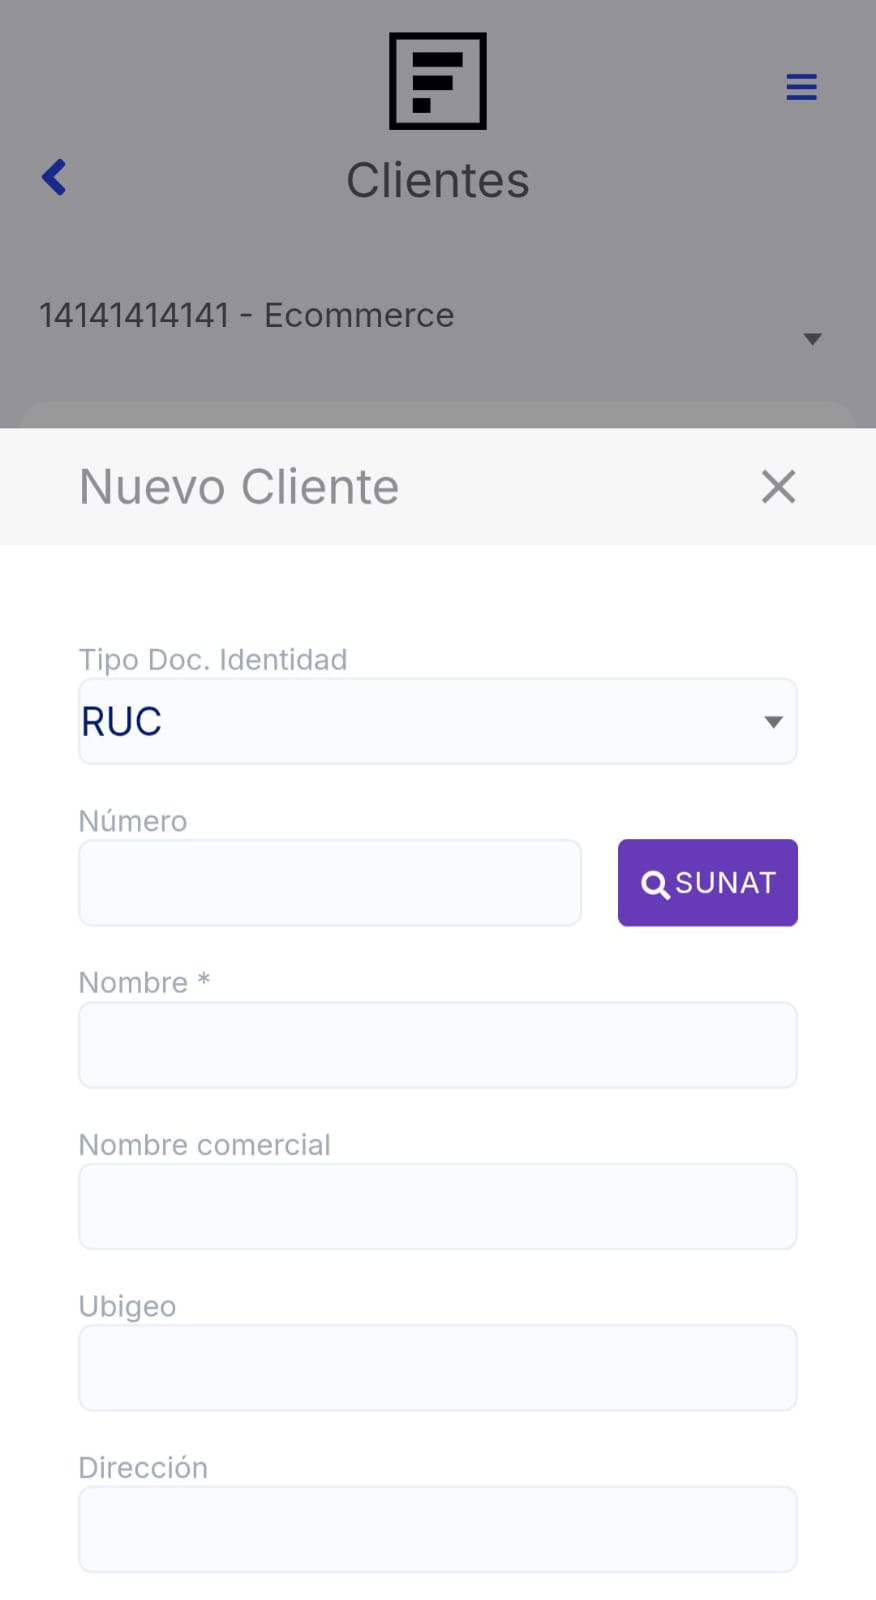 Clientes
14141414141 - Ecommerce
Nuevo Cliente
Tipo Doc. Identidad
RUC
Número
SUNAT
Nombre *
Nombre comercial
Ubigeo
Dirección